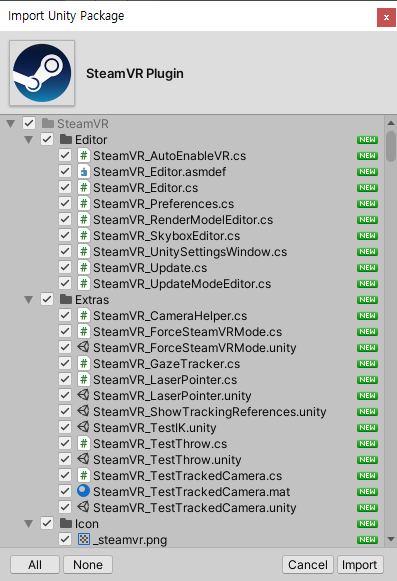 Import Unity Package
x
SteamVR Plugin
SteamVR
Editor NEW
# SteamVR_AutoEnableVR.cs NEW
SteamVR_Editor.asmdef NEW
# SteamVR_Editor.cs NEW
# SteamVR_Preferences.cs NEW
# SteamVR_RenderModelEditor.cs NEW
# SteamVR_SkyboxEditor.cs NEW
# SteamVR_UnitySettingsWindow.cs NEW
# SteamVR_Update.cs NEW
# SteamVR_UpdateModeEditor.cs NEW
Extras NEW
# SteamVR_CameraHelper.cs NEW
# SteamVR_ForceSteamVRMode.cs NEW
SteamVR_ForceSteamVRMode.unity NEW
# SteamVR_GazeTracker.cs NEW
# SteamVR_LaserPointer.cs NEW
SteamVR_LaserPointer.unity NEW
SteamVR_ShowTrackingReferences.unity NEW
SteamVR_TestIK.unity NEW
# SteamVR_TestThrow.cs NEW
SteamVR_TestThrow.unity NEW
# SteamVR_TestTrackedCamera.cs NEW
SteamVR_TestTrackedCamera.mat NEW
SteamVR_TestTrackedCamera.unity NEW
Icon NEW
_steamvr.png NEW
All None Cancel Import